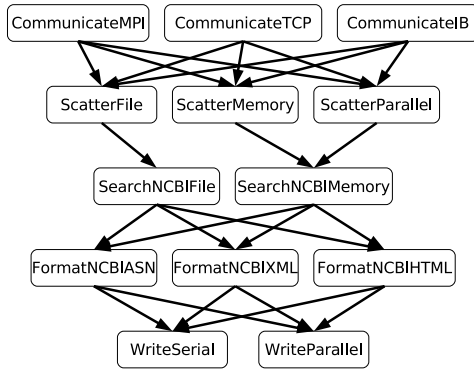 CommunicateMPI
CommunicateTCP
CommunicateIB
ScatterFile
ScatterMemory
ScatterParallel
SearchNCBIFile
SearchNCBIMemory
FormatNCBIASN
FormatNCBIXML
FormatNCBIHTML
WriteSerial
WriteParallel